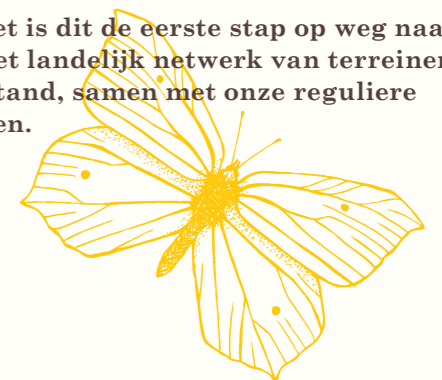 et is dit de eerste stap op weg naa
et landelijk netwerk van terreinen
tand, samen met onze reguliere
en.